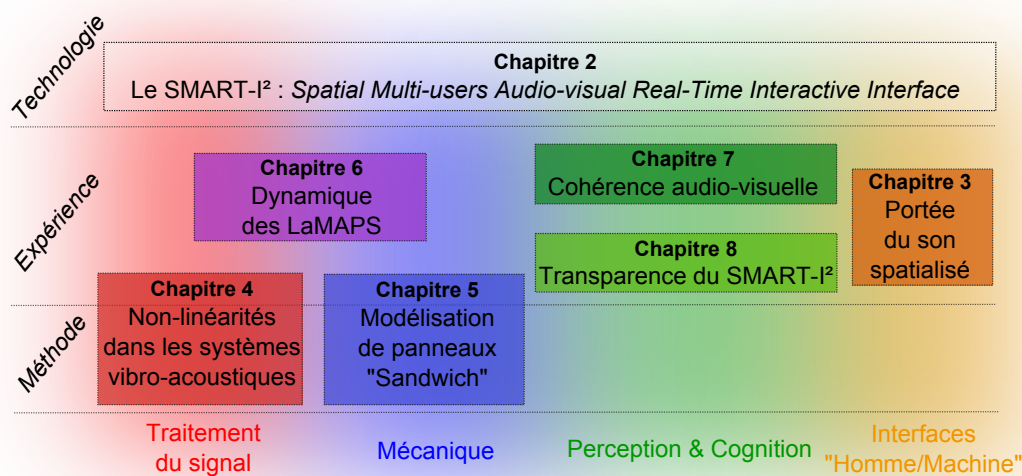 Technologie
Chapitre 2
Le SMART-I² : Spatial Multi-users Audio-visual Real-Time Interactive Interface
Expérience
Chapitre 6
Dynamique
des LaMAPS
Chapitre 7
Cohérence audio-visuelle
Chapitre 8
Transparence du SMART-I²
Chapitre 3
Portée
du son
spatialisé
Méthode
Chapitre 4
Non-linéarités
dans les systèmes
vibro-acoustiques
Chapitre 5
Modélisation
de panneaux
"Sandwich"
Traitement
du signal
Mécanique
Perception & Cognition
Interfaces
"Homme/Machine"